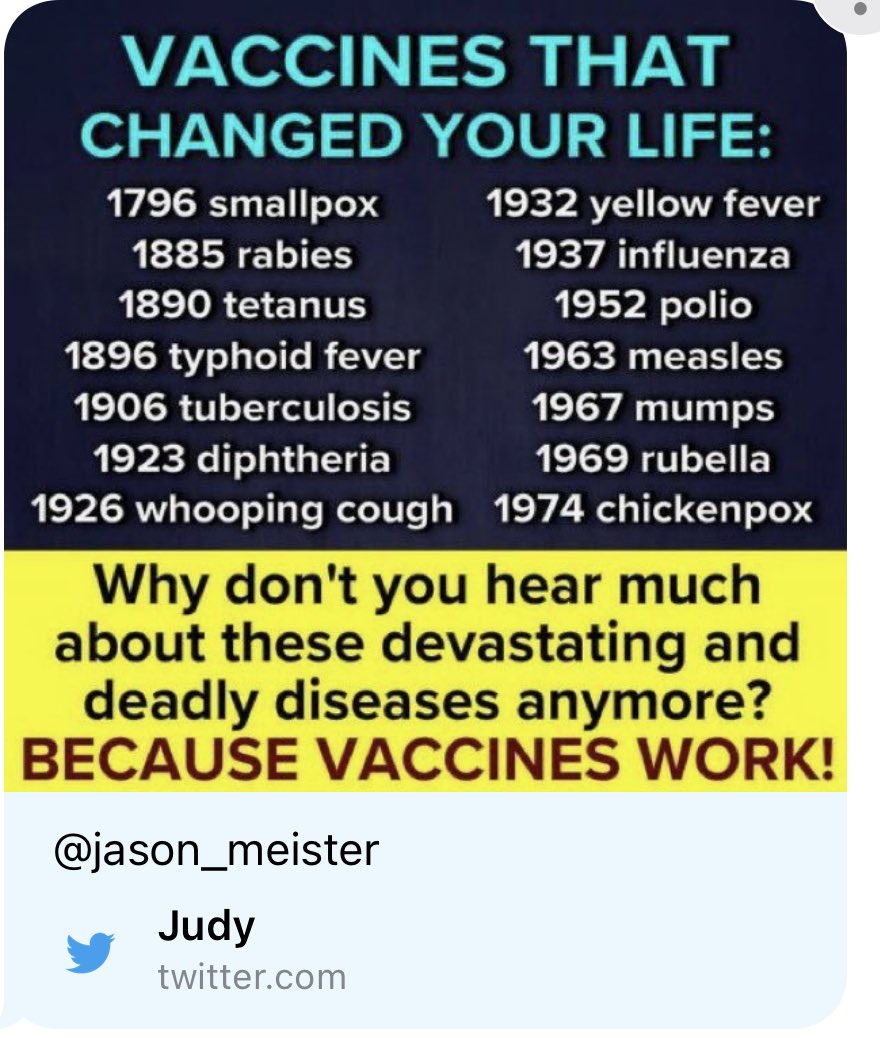 VACCINES THAT
CHANGED YOUR LIFE:
1796 smallpox
1885 rabies
1890 tetanus
1896 typhoid fever
1906 tuberculosis
1923 diphtheria
1926 whooping cough
1932 yellow fever
1937 influenza
1952 polio
1963 measles
1967 mumps
1969 rubella
1974 chickenpox
Why don't you hear much
about these devastating and
deadly diseases anymore?
BECAUSE VACCINES WORK!
@jason_meister
Judy
twitter.com